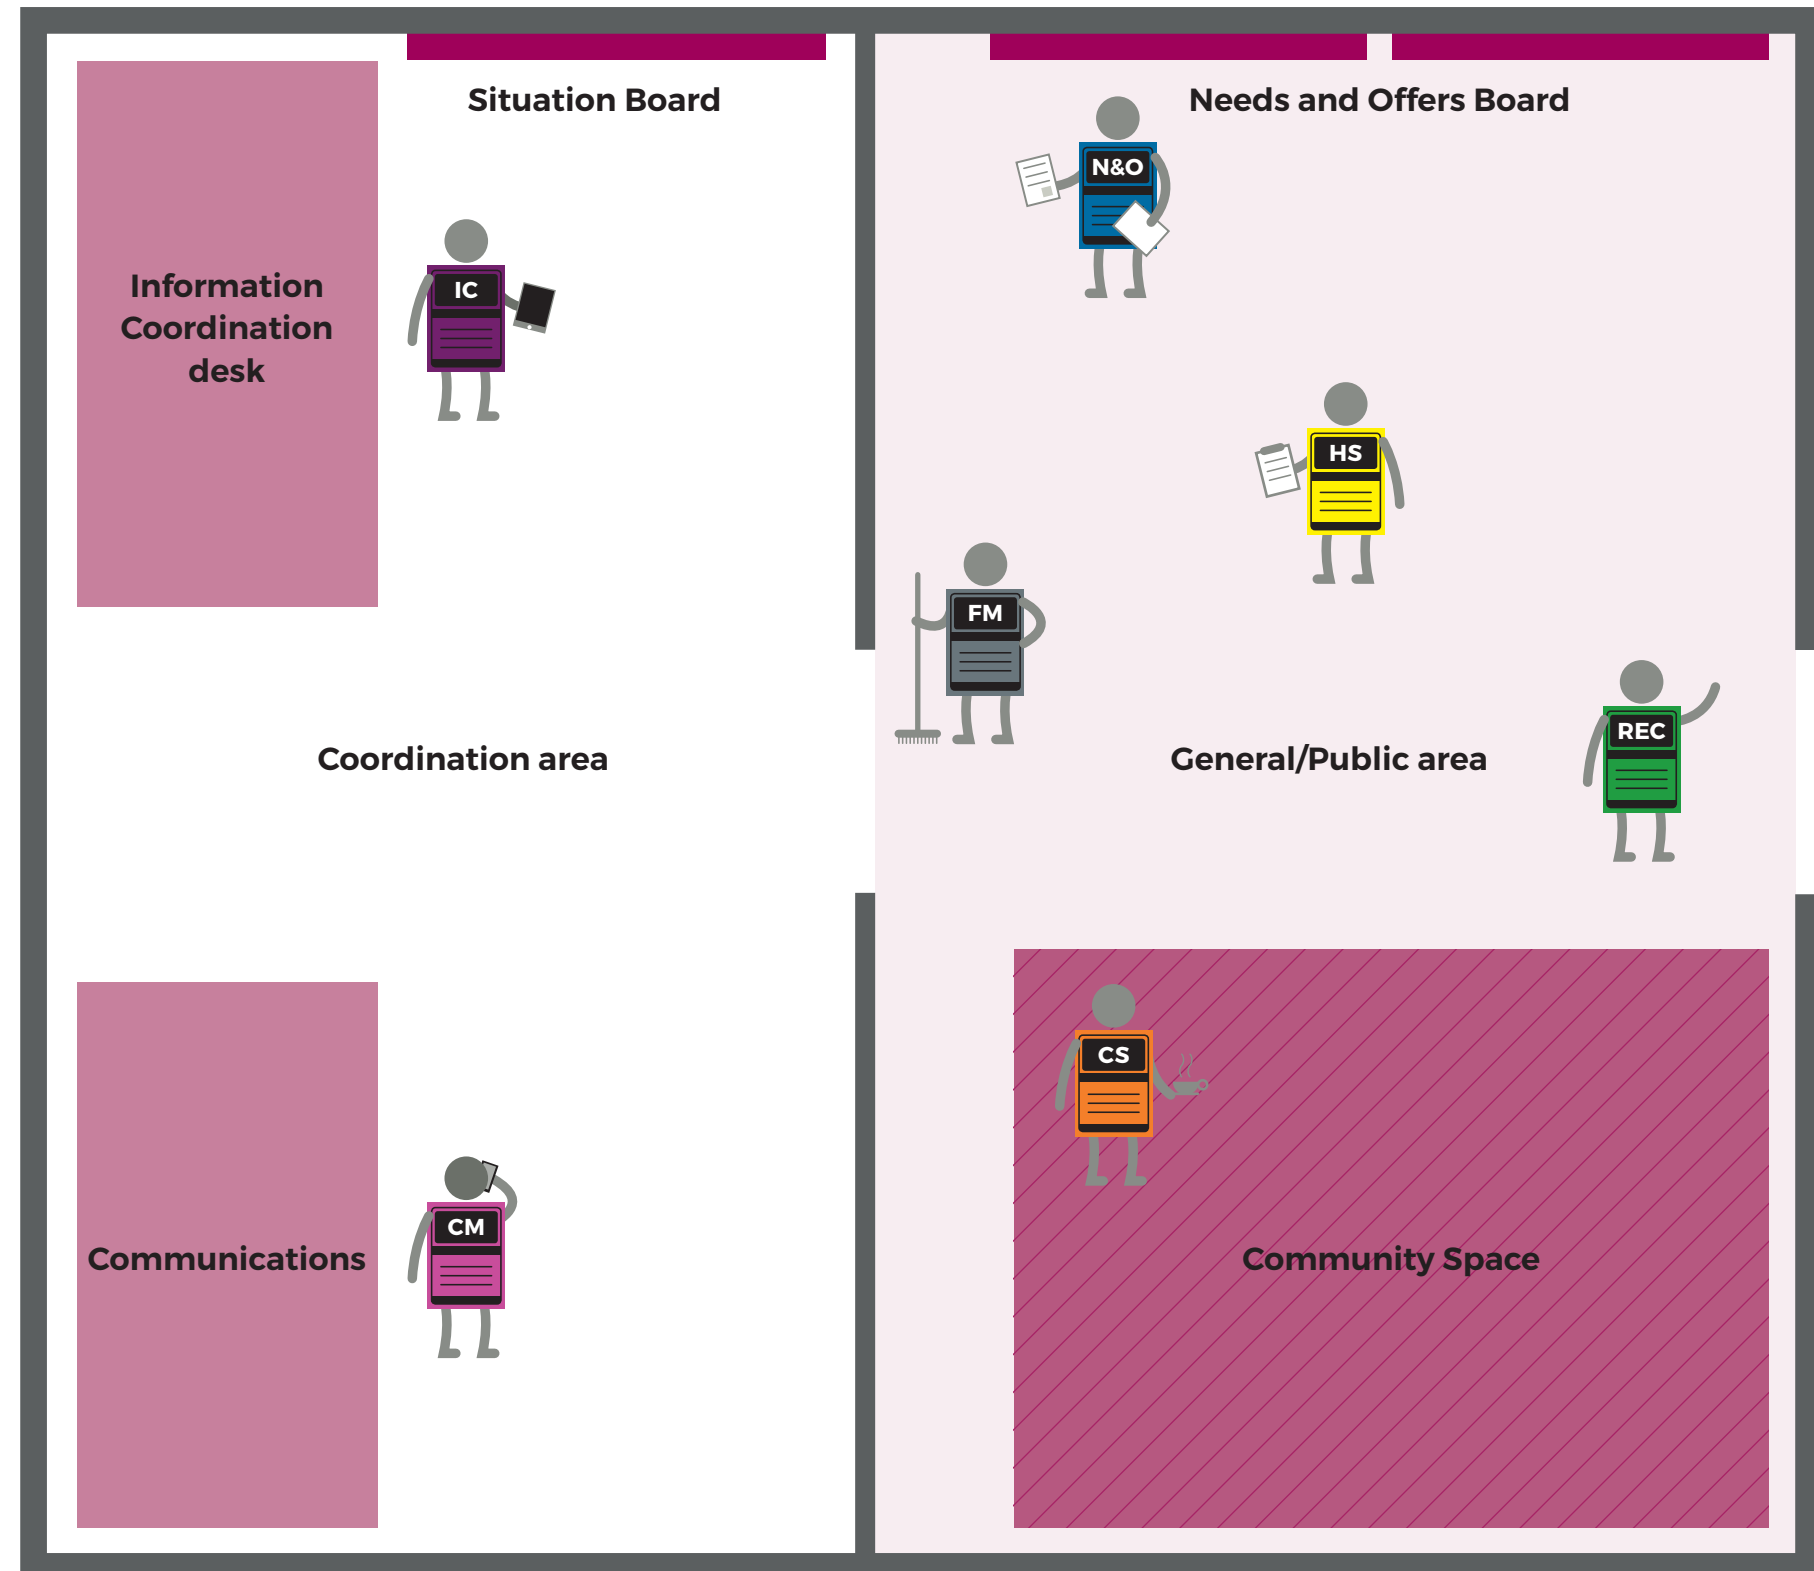 Situation Board
Needs and Offers Board
N&O
Information
Coordination
desk
IC
HS
FM
REC
Coordination area
General/Public area
CS
CM
Communications
Community Space